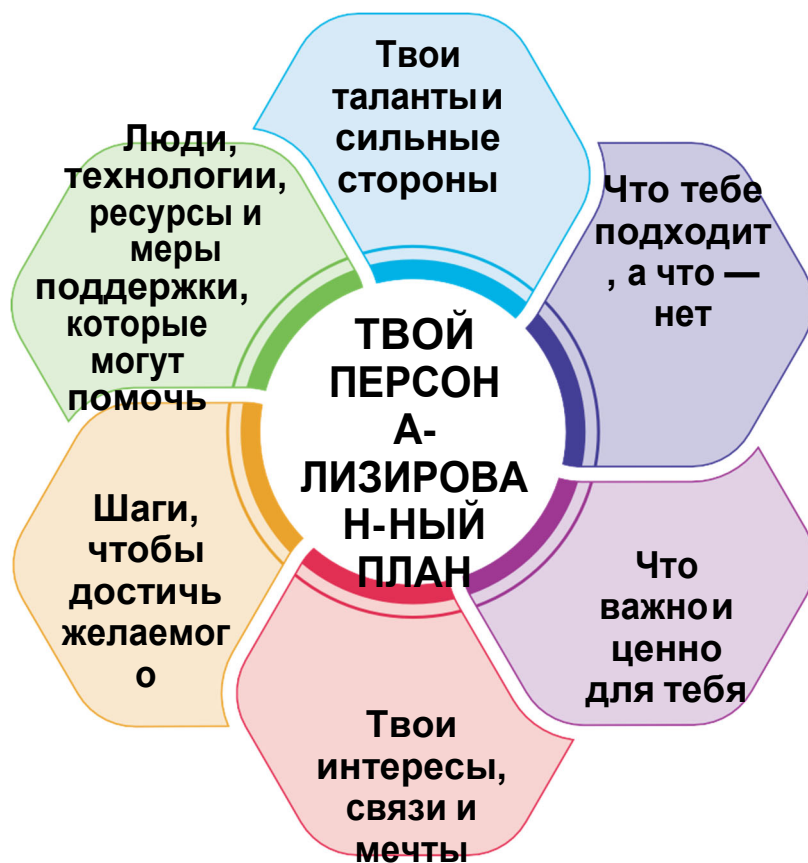 Твои
таланты и
сильные
стороны
Что тебе
подходит
, а что —
нет
Что
важно и
ценно
для тебя
Твои
интересы,
связи и
мечты
Шаги,
чтобы
достичь
желаемог
о
Люди,
технологии,
ресурсы и
меры
поддержки,
которые
могут
помочь
ТВОЙ
ПЕРСОН
А-
ЛИЗИРОВА
Н-НЫЙ
ПЛАН